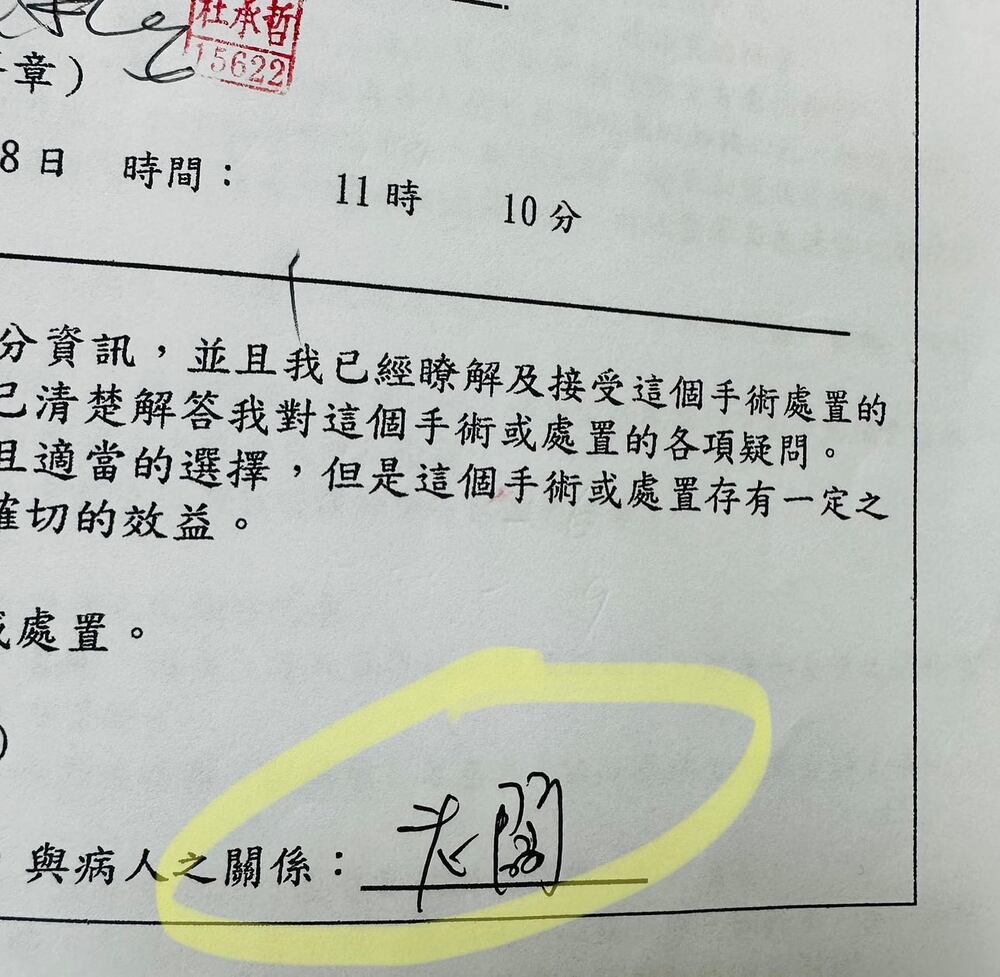 杜承哲
15622
章)
8日 時間： 11時 10分
分資訊，並且我已經瞭解及接受這個手術處置的
已清楚解答我對這個手術或處置的各項疑問。
且適當的選擇，但是這個手術或處置存有一定之
確切的效益。
或處置。
)
與病人之關係：老闆